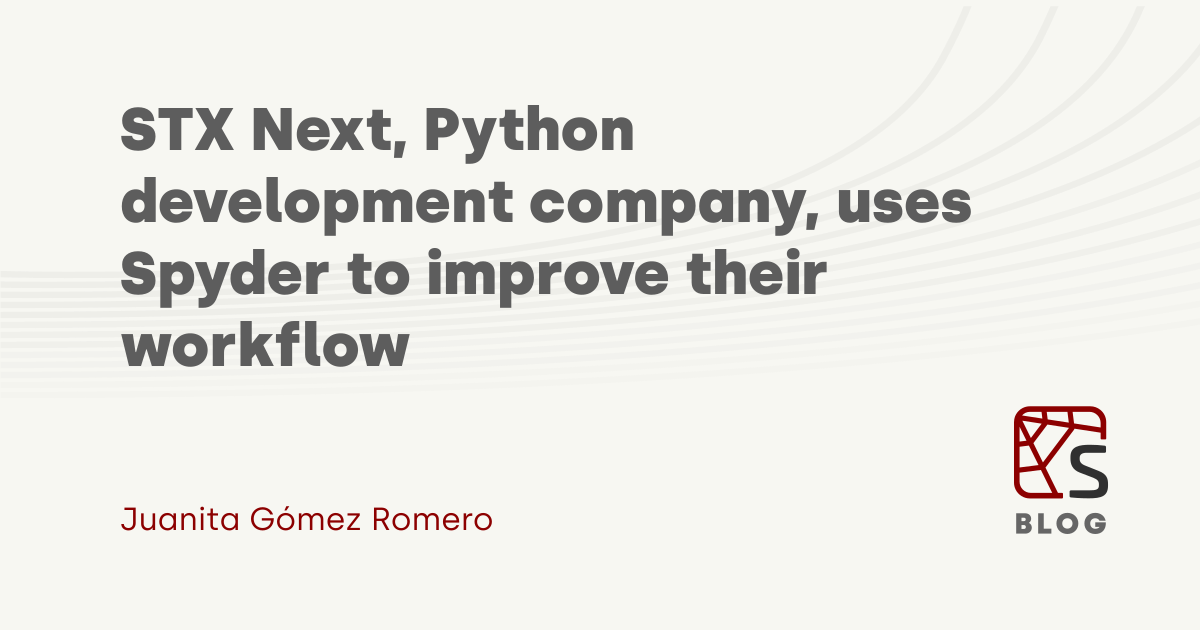 STX Next, Python
development company, uses
Spyder to improve their
workflow
Juanita Gómez Romero
S
BLOG